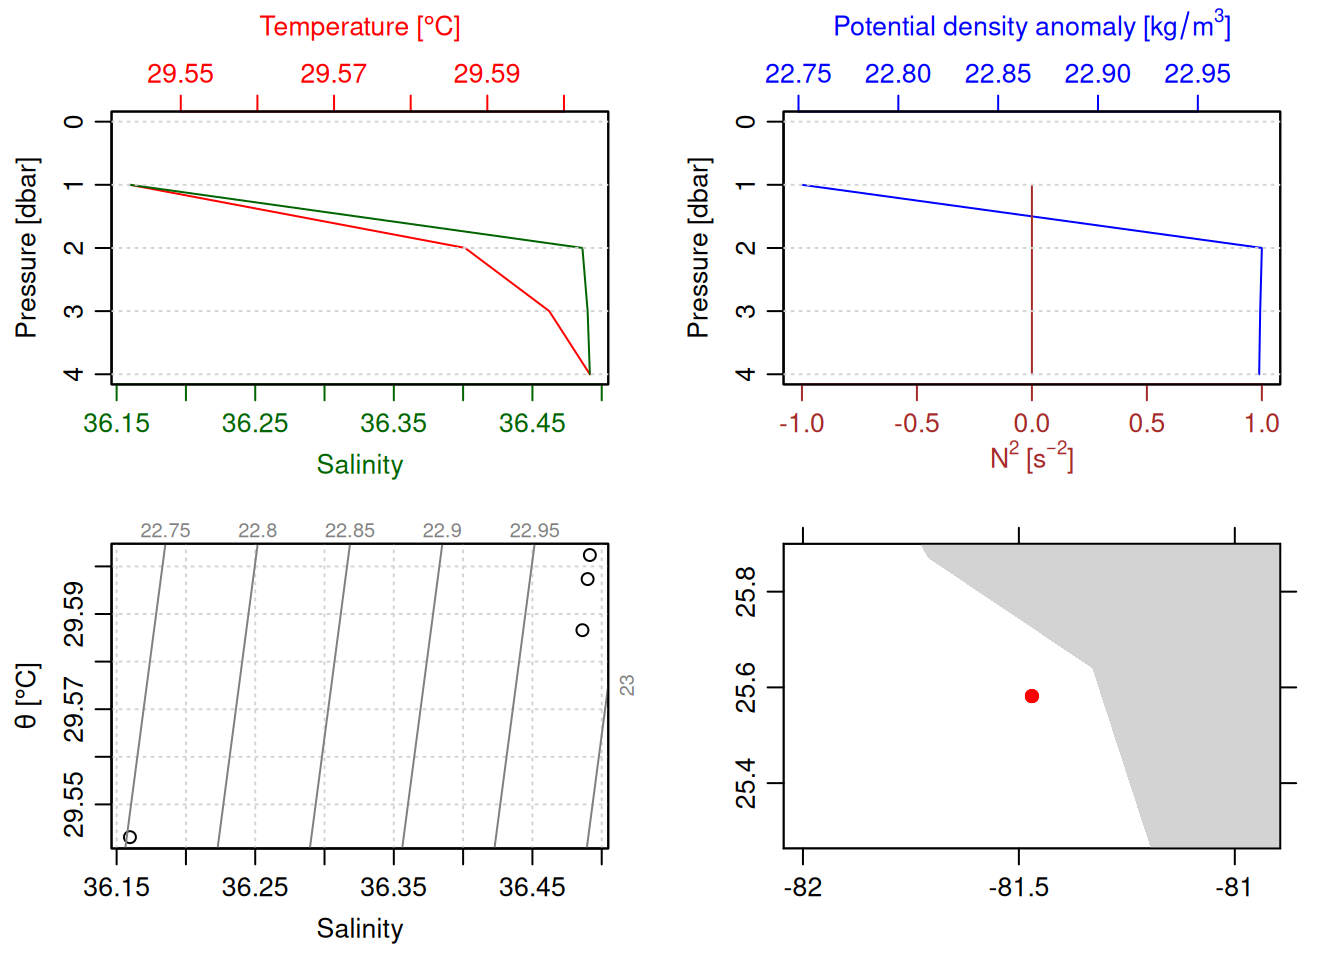 Temperature [°C]
29.55 29.57 29.59
0 1 2 3 4
Pressure [dbar]
36.15 36.25 36.35 36.45
Salinity
Potential density anomaly [kg/m³]
22.75 22.80 22.85 22.90 22.95
0 1 2 3 4
Pressure [dbar]
-1.0 -0.5 0.0 0.5 1.0
N² [s⁻²]
22.75 22.8 22.85 22.9 22.95
23
29.55 29.57 29.59
θ [°C]
36.15 36.25 36.35 36.45
Salinity
25.4 25.6 25.8
-82 -81.5 -81